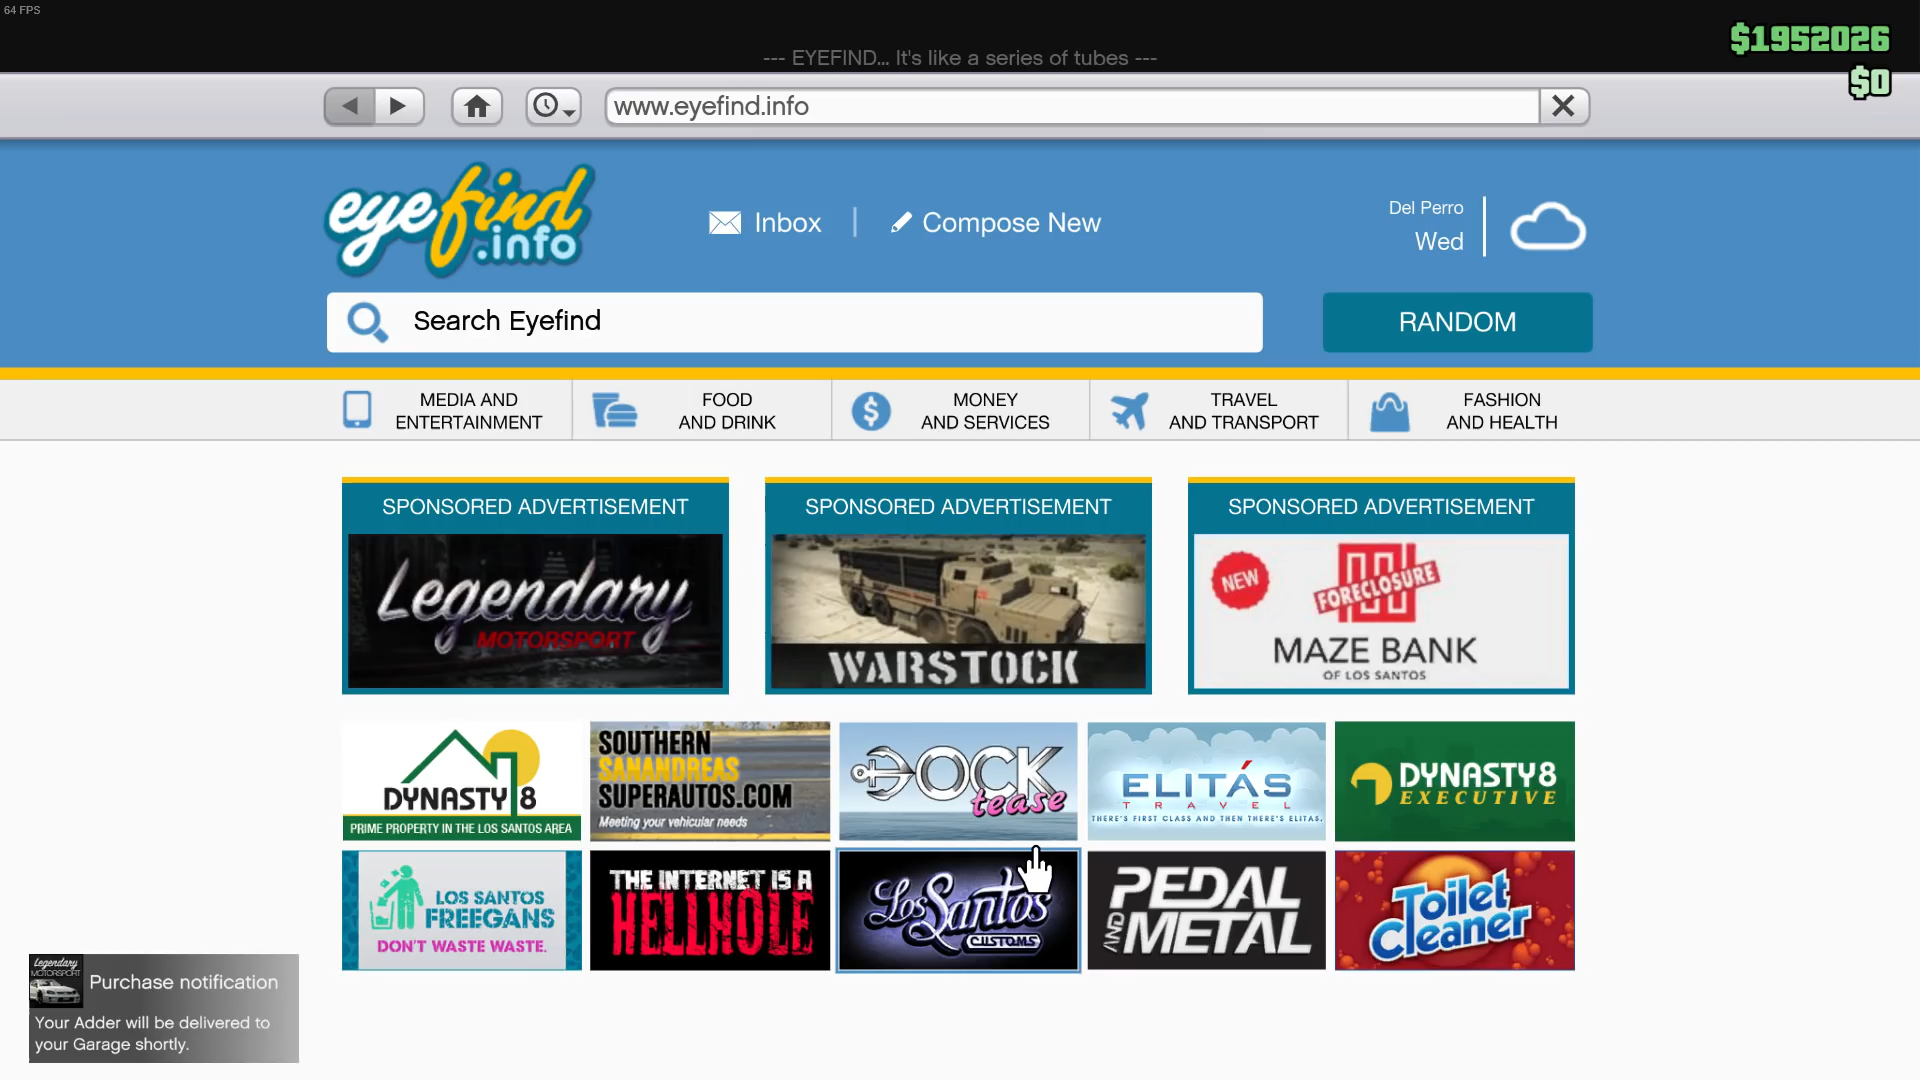 64 FPS
$1952026
--- EYEFIND... It's like a series of tubes ---
$0
www.eyefind.info
eyefind
.info
Inbox
Compose New
Del Perro
Wed
Search Eyefind
RANDOM
MEDIA AND
ENTERTAINMENT
FOOD
AND DRINK
MONEY
AND SERVICES
TRAVEL
AND TRANSPORT
FASHION
AND HEALTH
SPONSORED ADVERTISEMENT
Legendary
MOTORSPORT
SPONSORED ADVERTISEMENT
WARSTOCK
SPONSORED ADVERTISEMENT
NEW
FORECLOSURE
MAZE BANK
OF LOS SANTOS
DYNASTY 8
PRIME PROPERTY IN THE LOS SANTOS AREA
SOUTHERN
SANANDREAS
SUPERAUTOS.COM
Meeting your vehicular needs
DOCK
tease
ELITÁS
TRAVEL
THERE'S FIRST CLASS AND THEN THERE'S ELITAS.
DYNASTY8
EXECUTIVE
LOS SANTOS
FREEGANS
DON'T WASTE WASTE.
THE INTERNET IS A
HELLHOLE
Los Santos
CUSTOMS
PEDAL
AND
METAL
Toilet
Cleaner
Legendary
MOTORSPORT
Purchase notification
Your Adder will be delivered to
your Garage shortly.